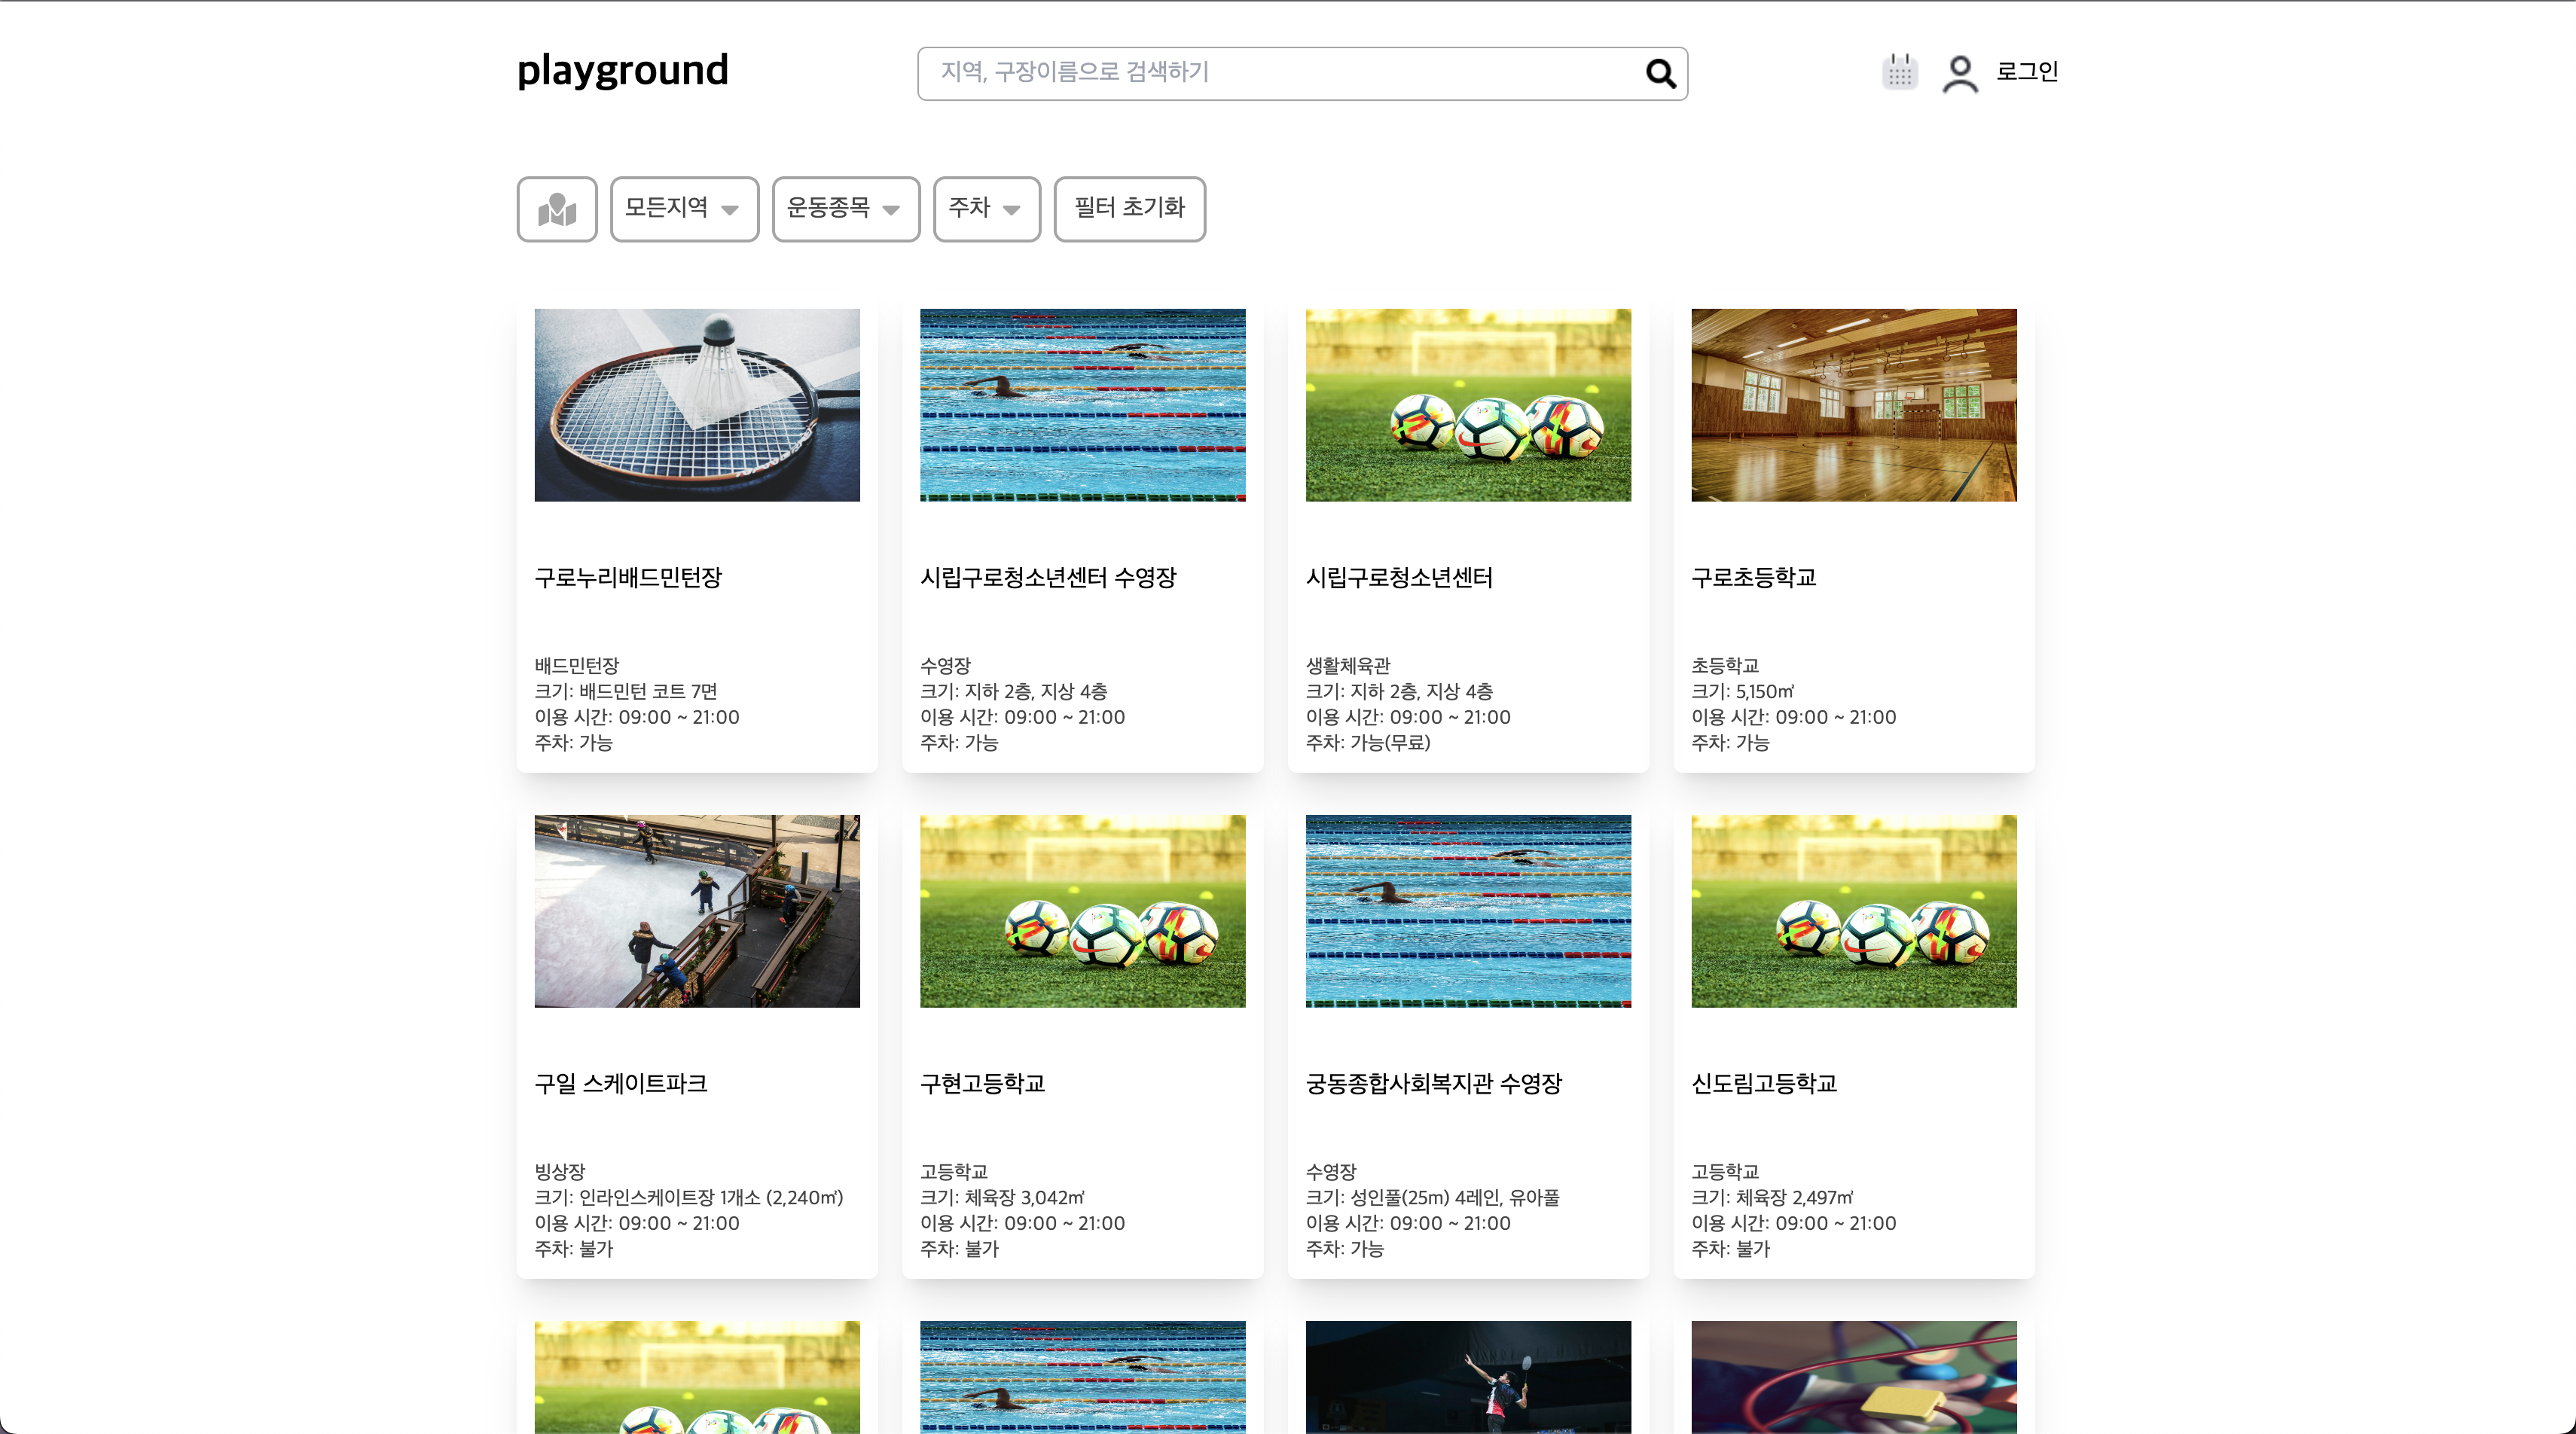 playground
지역, 구장이름으로 검색하기
로그인
모든지역
운동종목
주차
필터 초기화
구로누리배드민턴장
배드민턴장
크기: 배드민턴 코트 7면
이용 시간: 09:00 ~ 21:00
주차: 가능
시립구로청소년센터 수영장
수영장
크기: 지하 2층, 지상 4층
이용 시간: 09:00 ~ 21:00
주차: 가능
시립구로청소년센터
생활체육관
크기: 지하 2층, 지상 4층
이용 시간: 09:00 ~ 21:00
주차: 가능(무료)
구로초등학교
초등학교
크기: 5,150㎡
이용 시간: 09:00 ~ 21:00
주차: 가능
구일 스케이트파크
빙상장
크기: 인라인스케이트장 1개소 (2,240㎡)
이용 시간: 09:00 ~ 21:00
주차: 불가
구현고등학교
고등학교
크기: 체육장 3,042㎡
이용 시간: 09:00 ~ 21:00
주차: 불가
궁동종합사회복지관 수영장
수영장
크기: 성인풀(25m) 4레인, 유아풀
이용 시간: 09:00 ~ 21:00
주차: 가능
신도림고등학교
고등학교
크기: 체육장 2,497㎡
이용 시간: 09:00 ~ 21:00
주차: 불가